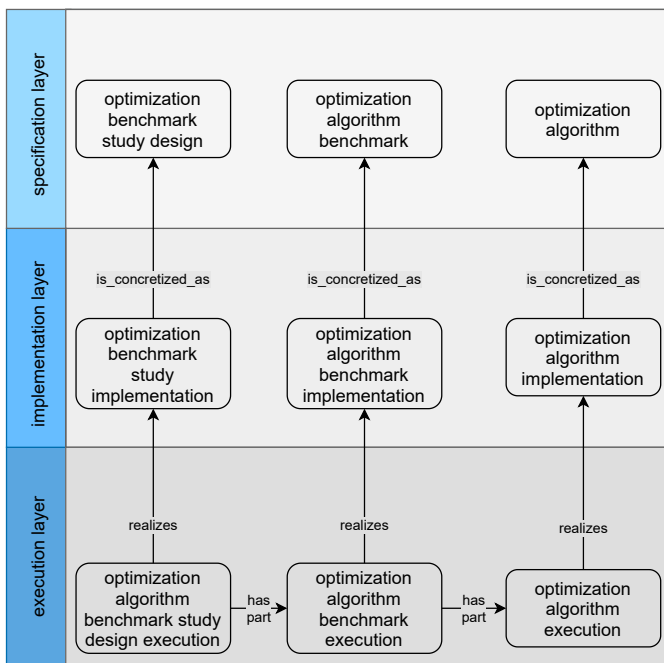 specification layer
optimization
benchmark
study design
optimization
algorithm
benchmark
optimization
algorithm
is_concretized_as
is_concretized_as
is_concretized_as
implementation layer
optimization
benchmark
study
implementation
optimization
algorithm
benchmark
implementation
optimization
algorithm
implementation
realizes
realizes
realizes
execution layer
optimization
algorithm
benchmark study
design execution
has
part
optimization
algorithm
benchmark
execution
has
part
optimization
algorithm
execution